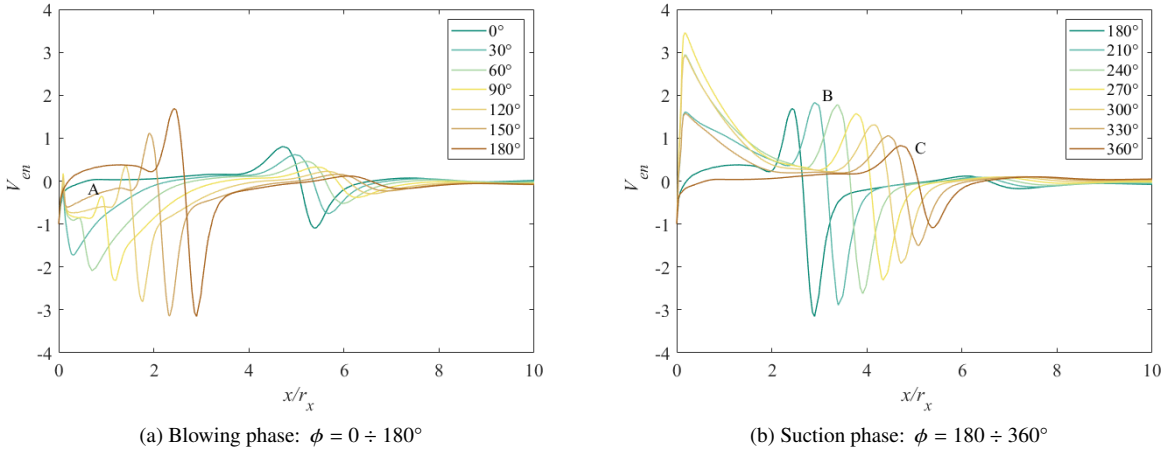 4
3
2
1
0
-1
-2
-3
-4
V_en
0 2 4 6 8 10
x/r_x
A
0°
30°
60°
90°
120°
150°
180°
(a) Blowing phase: ϕ = 0 ÷ 180°
4
3
2
1
0
-1
-2
-3
-4
V_en
0 2 4 6 8 10
x/r_x
B
C
180°
210°
240°
270°
300°
330°
360°
(b) Suction phase: ϕ = 180 ÷ 360°